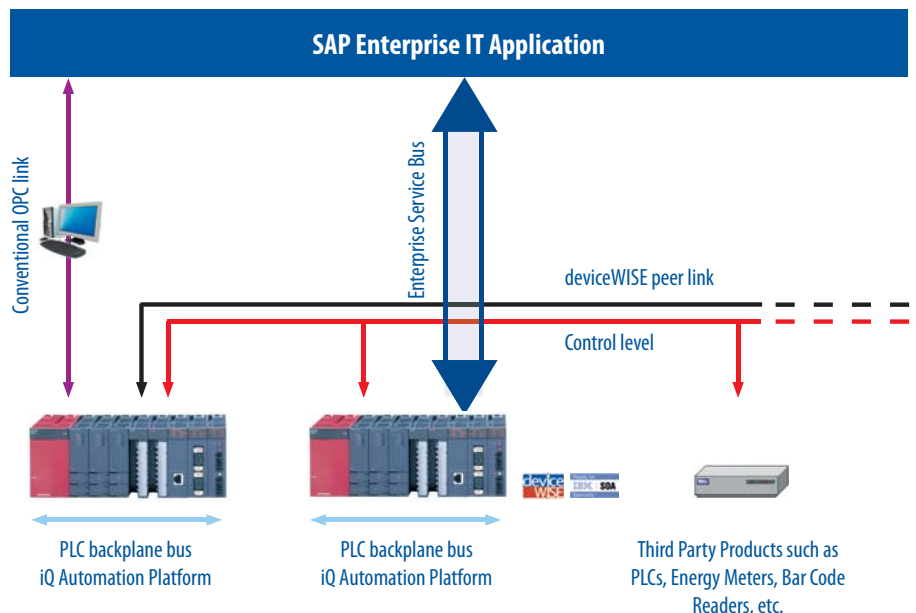 SAP Enterprise IT Application
Conventional OPC link
Enterprise Service Bus
deviceWISE peer link
Control level
device
WISE
IBM SOA
PLC backplane bus
iQ Automation Platform
PLC backplane bus
iQ Automation Platform
Third Party Products such as
PLCs, Energy Meters, Bar Code
Readers, etc.